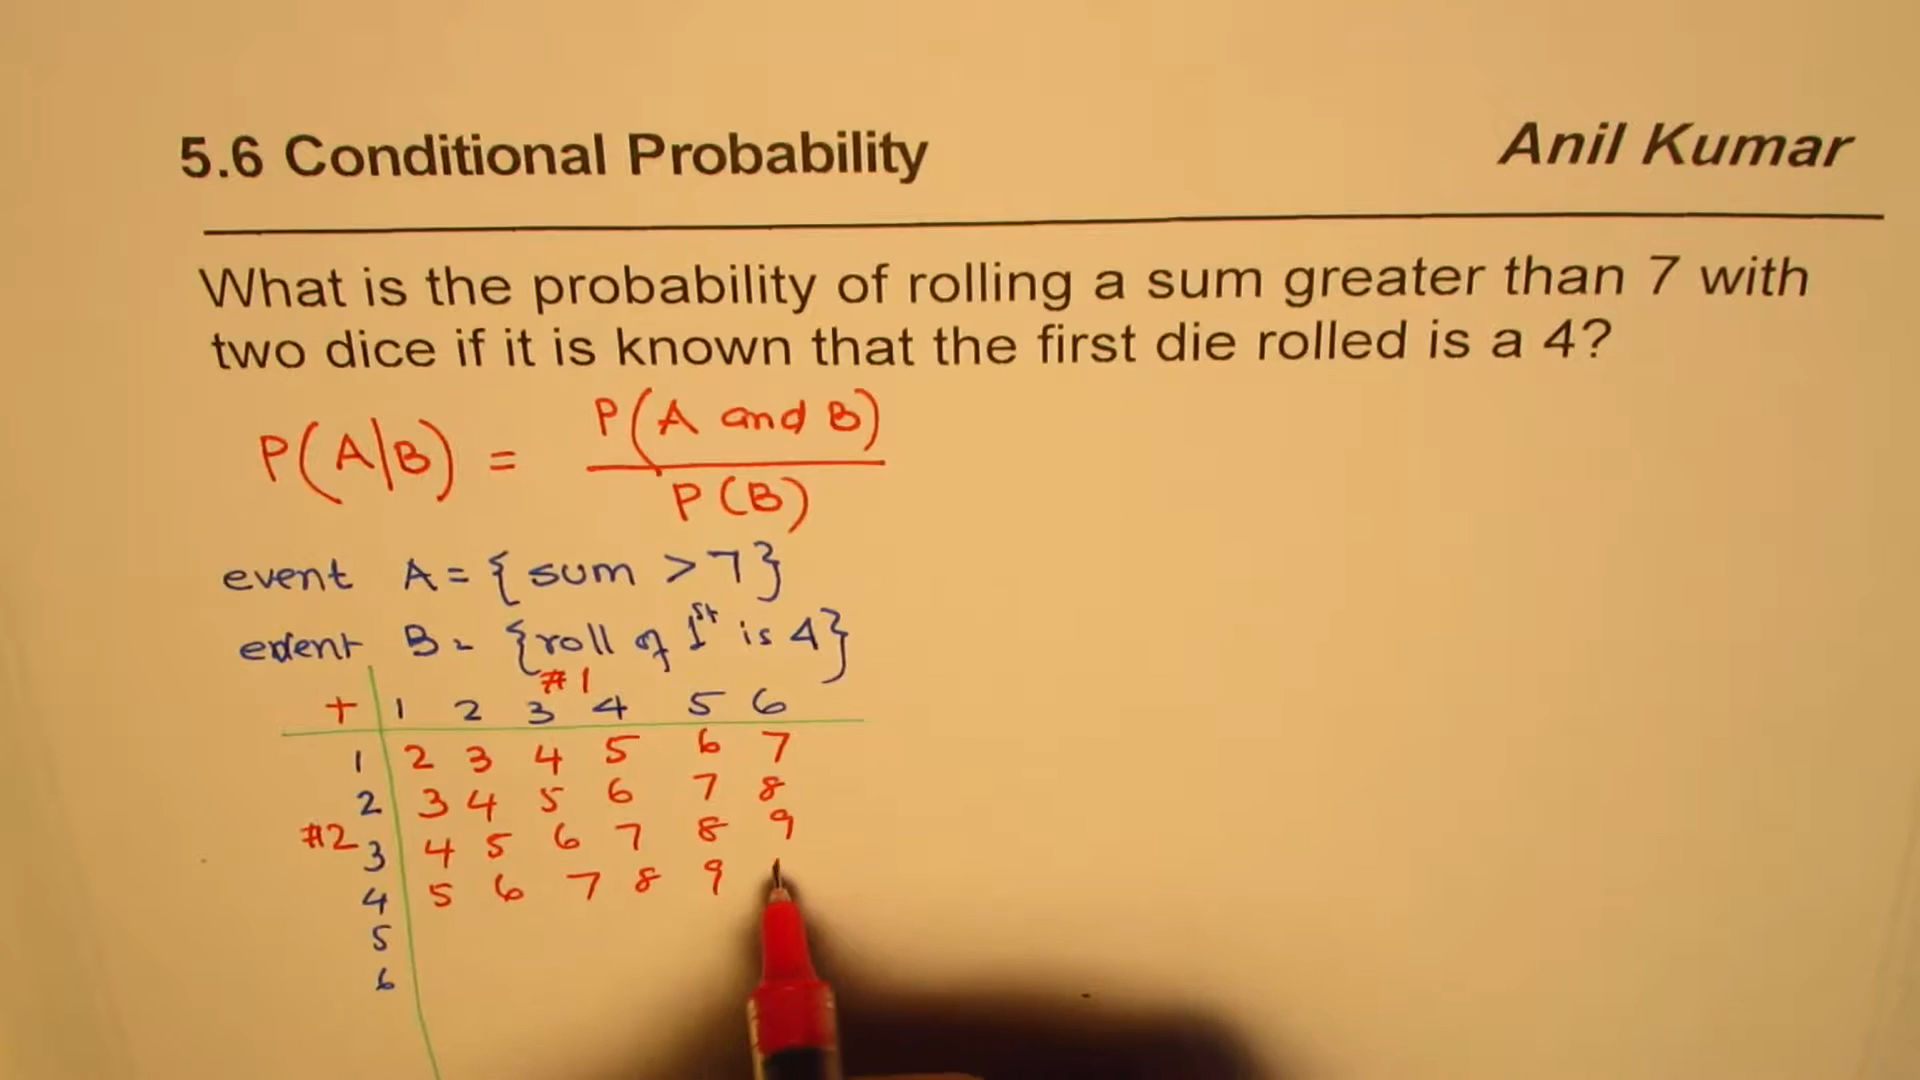 5.6 Conditional Probability Anil Kumar
What is the probability of rolling a sum greater than 7 with
two dice if it is known that the first die rolled is a 4?
P(A|B) = P(A and B)
P(B)
event A = {sum > 7}
event B = {roll of 1st is 4}
#1
+ 1 2 3 4 5 6
1 2 3 4 5 6 7
2 3 4 5 6 7 8
#2
3 4 5 6 7 8 9
4 5 6 7 8 9
5
6